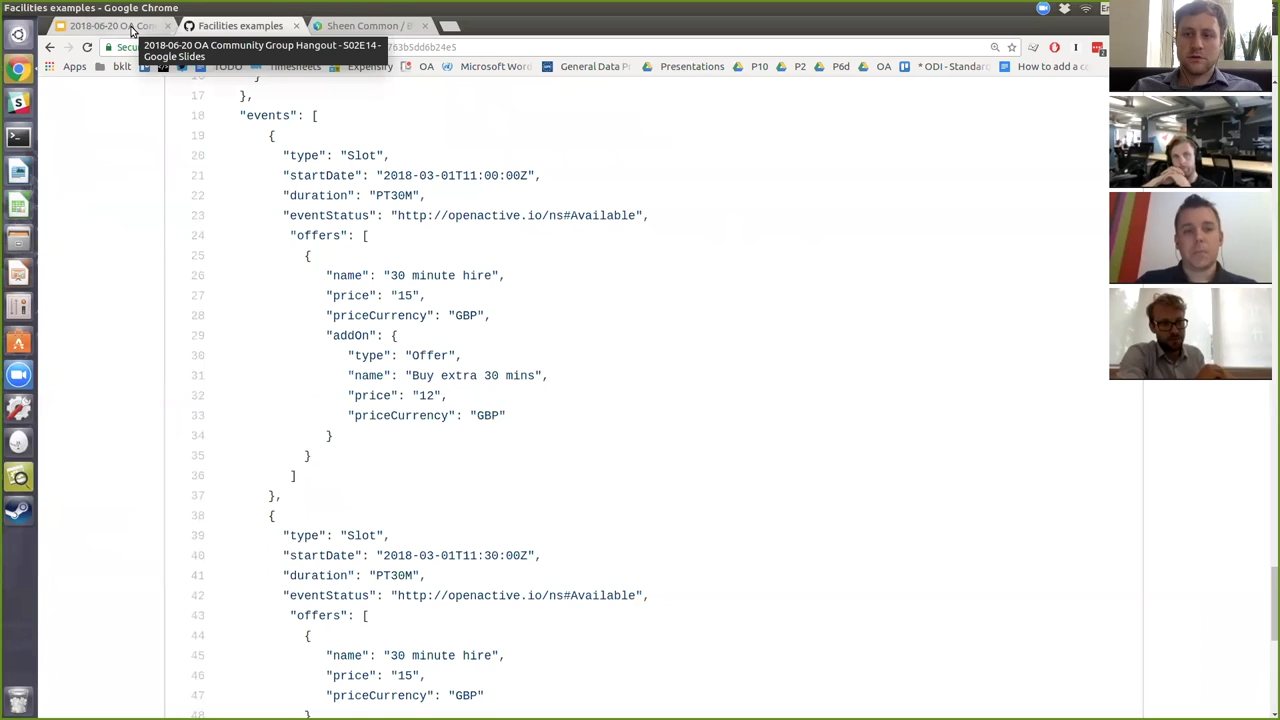 Facilities examples - Google Chrome
2018-06-20 OA Com
Facilities examples
Sheen Common / B
2018-06-20 OA Community Group Hangout - S02E14 -
Google Slides
Secu
763b5dd6b24e5
Apps
bklt
TODO
Timesheets
Expensify
OA
Microsoft Word
General Data P
Presentations
P10
P2
P6d
OA
* ODI - Standar
How to add a c
17
},
18
"events": [
19
{
20
"type": "Slot",
21
"startDate": "2018-03-01T11:00:00Z",
22
"duration": "PT30M",
23
"eventStatus": "http://openactive.io/ns#Available",
24
"offers": [
25
{
26
"name": "30 minute hire",
27
"price": "15",
28
"priceCurrency": "GBP",
29
"addOn": {
30
"type": "Offer",
31
"name": "Buy extra 30 mins",
32
"price": "12",
33
"priceCurrency": "GBP"
34
}
35
}
36
]
37
},
38
{
39
"type": "Slot",
40
"startDate": "2018-03-01T11:30:00Z",
41
"duration": "PT30M",
42
"eventStatus": "http://openactive.io/ns#Available",
43
"offers": [
44
{
45
"name": "30 minute hire",
46
"price": "15",
47
"priceCurrency": "GBP"
48
}